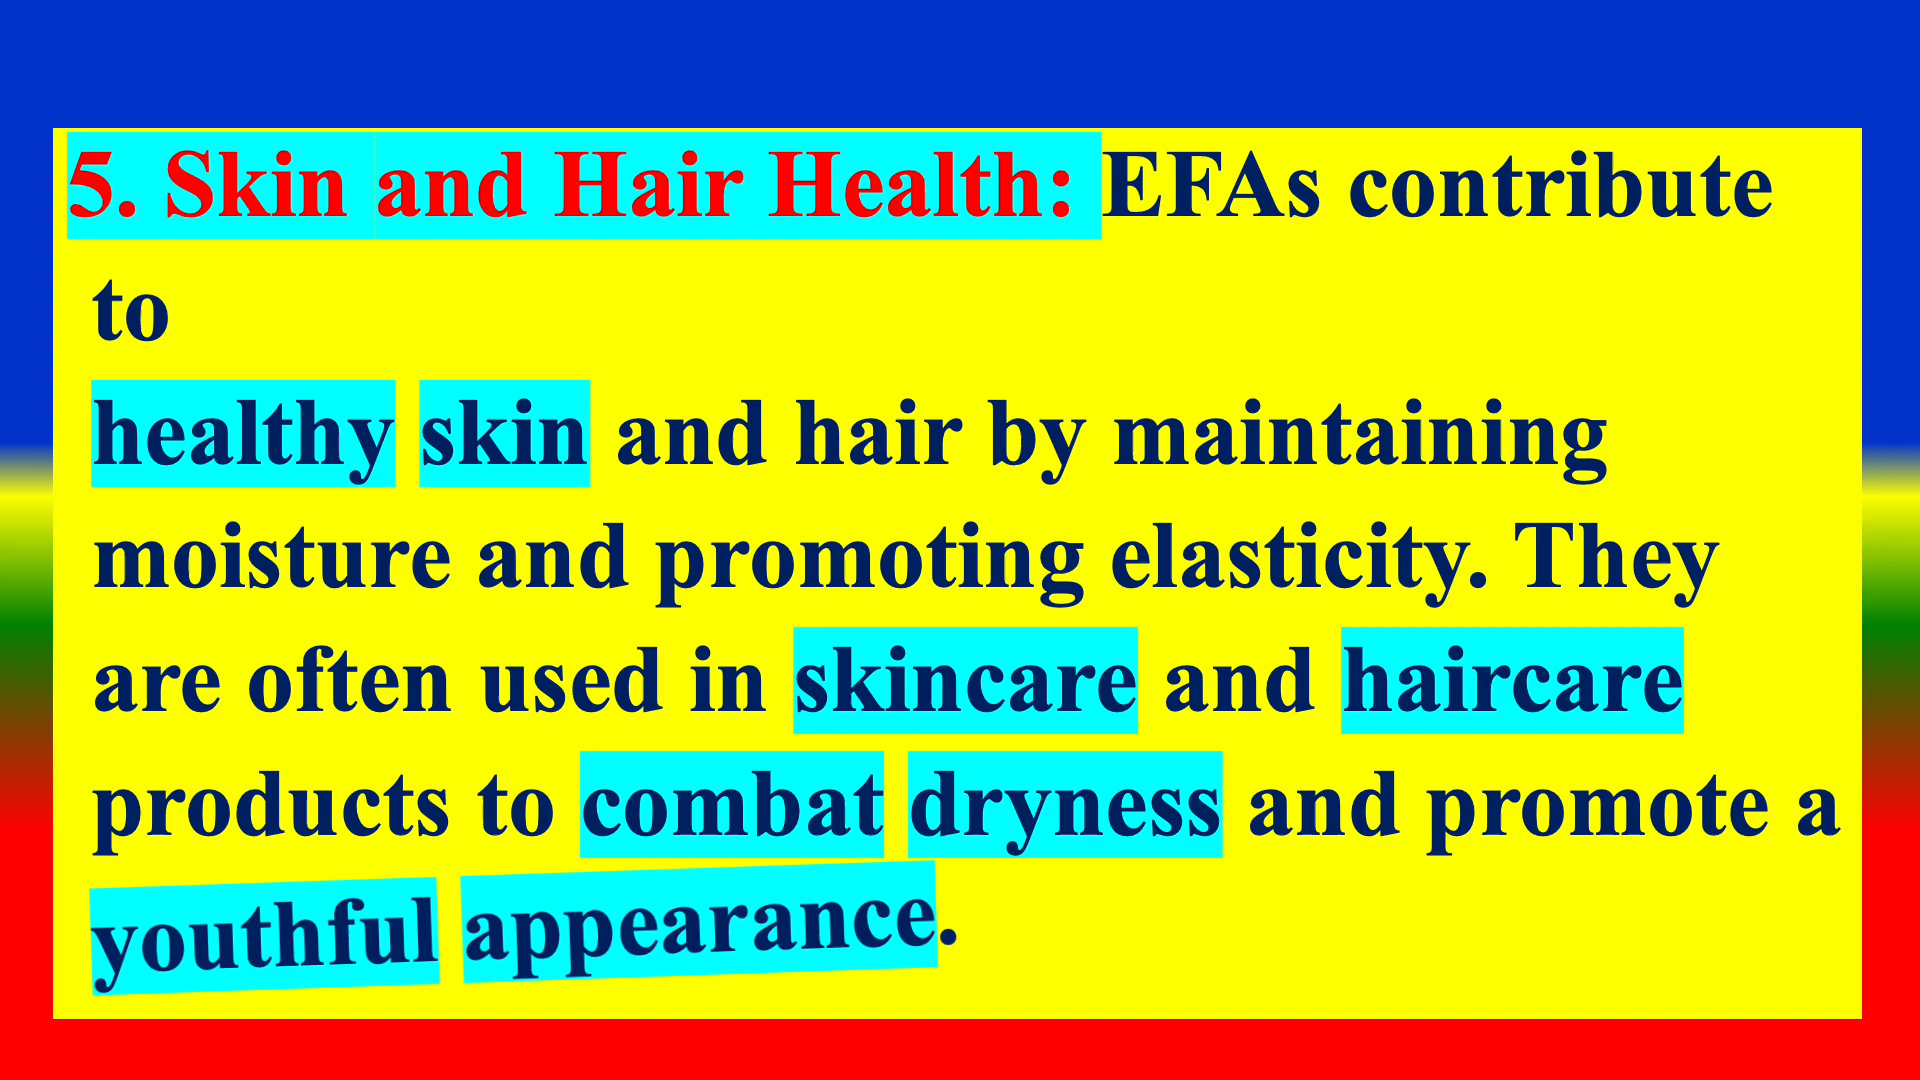 5. Skin and Hair Health: EFAs contribute
to
healthy skin and hair by maintaining
moisture and promoting elasticity. They
are often used in skincare and haircare
products to combat dryness and promote a
youthful appearance.